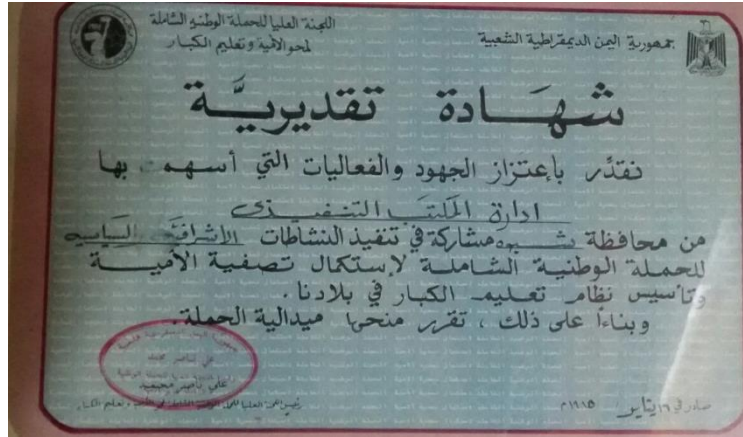 جمهورية اليمن الديمقراطية الشعبية
اللجنة العليا للحملة الوطنية الشاملة
لمحو الامية وتعليم الكبار
شهادة تقديرية
نقدر بإعتزاز الجهود والفعاليات التي أسهم بها
ادارة المكتب التنفيذي
من محافظة شبوه مشاركة في تنفيذ النشاطات الاشرافية
للحملة الوطنية الشاملة لإستكمال تصفية الأمية
وتأسيس نظام تعليم الكبار في بلادنا.
وبناءاً على ذلك، تقرر منحها ميدالية الحملة.
علي ناصر محمد
صادر في ١٦ يناير ١٩٨٥م